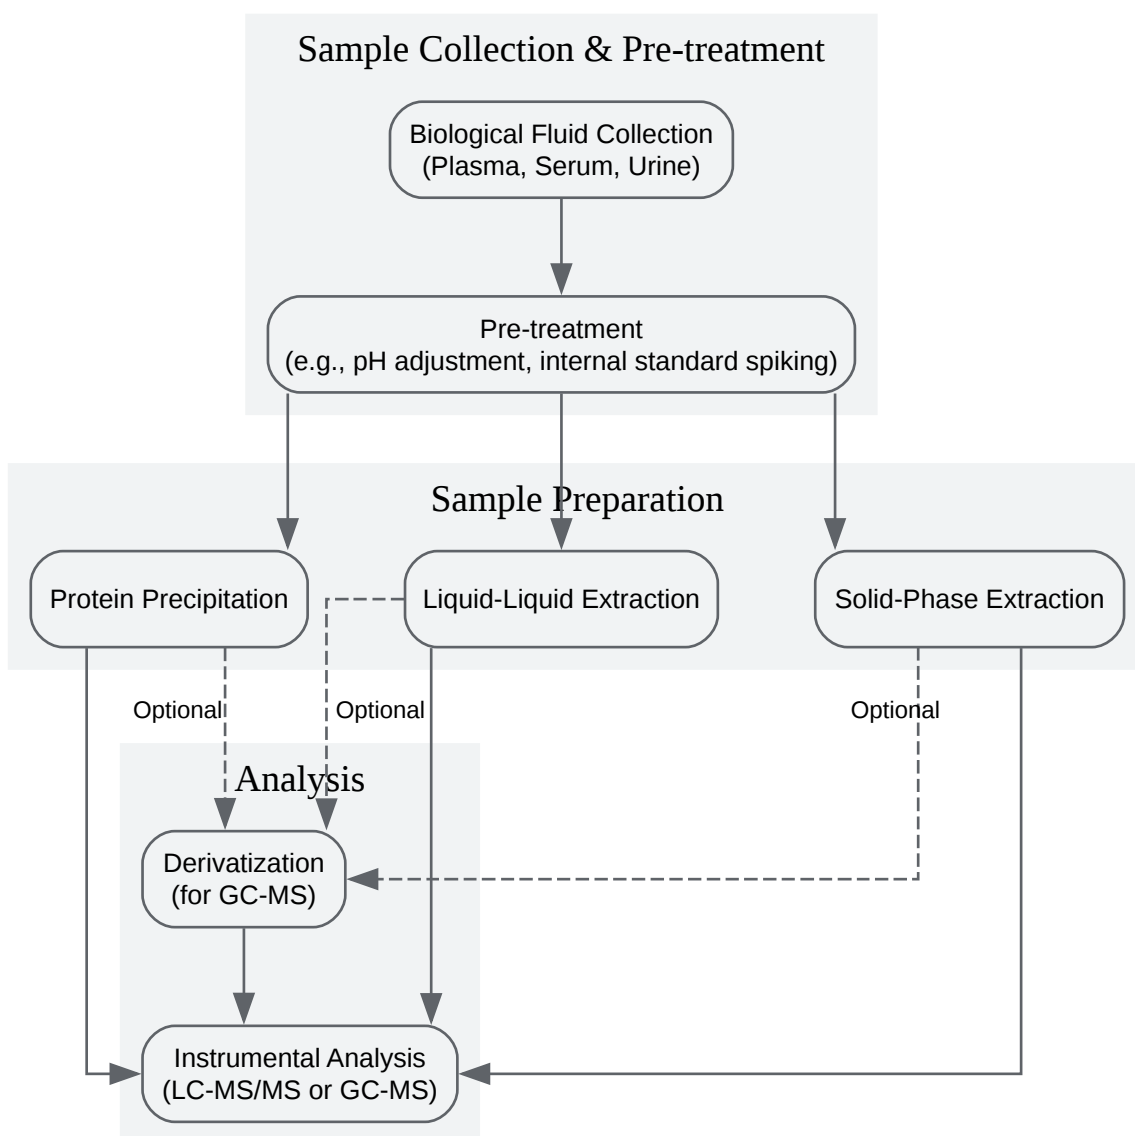 Sample Collection & Pre-treatment
Biological Fluid Collection
(Plasma, Serum, Urine)
Pre-treatment
(e.g., pH adjustment, internal standard spiking)
Sample Preparation
Protein Precipitation
Liquid-Liquid Extraction
Solid-Phase Extraction
Optional
Optional
Optional
Analysis
Derivatization
(for GC-MS)
Instrumental Analysis
(LC-MS/MS or GC-MS)